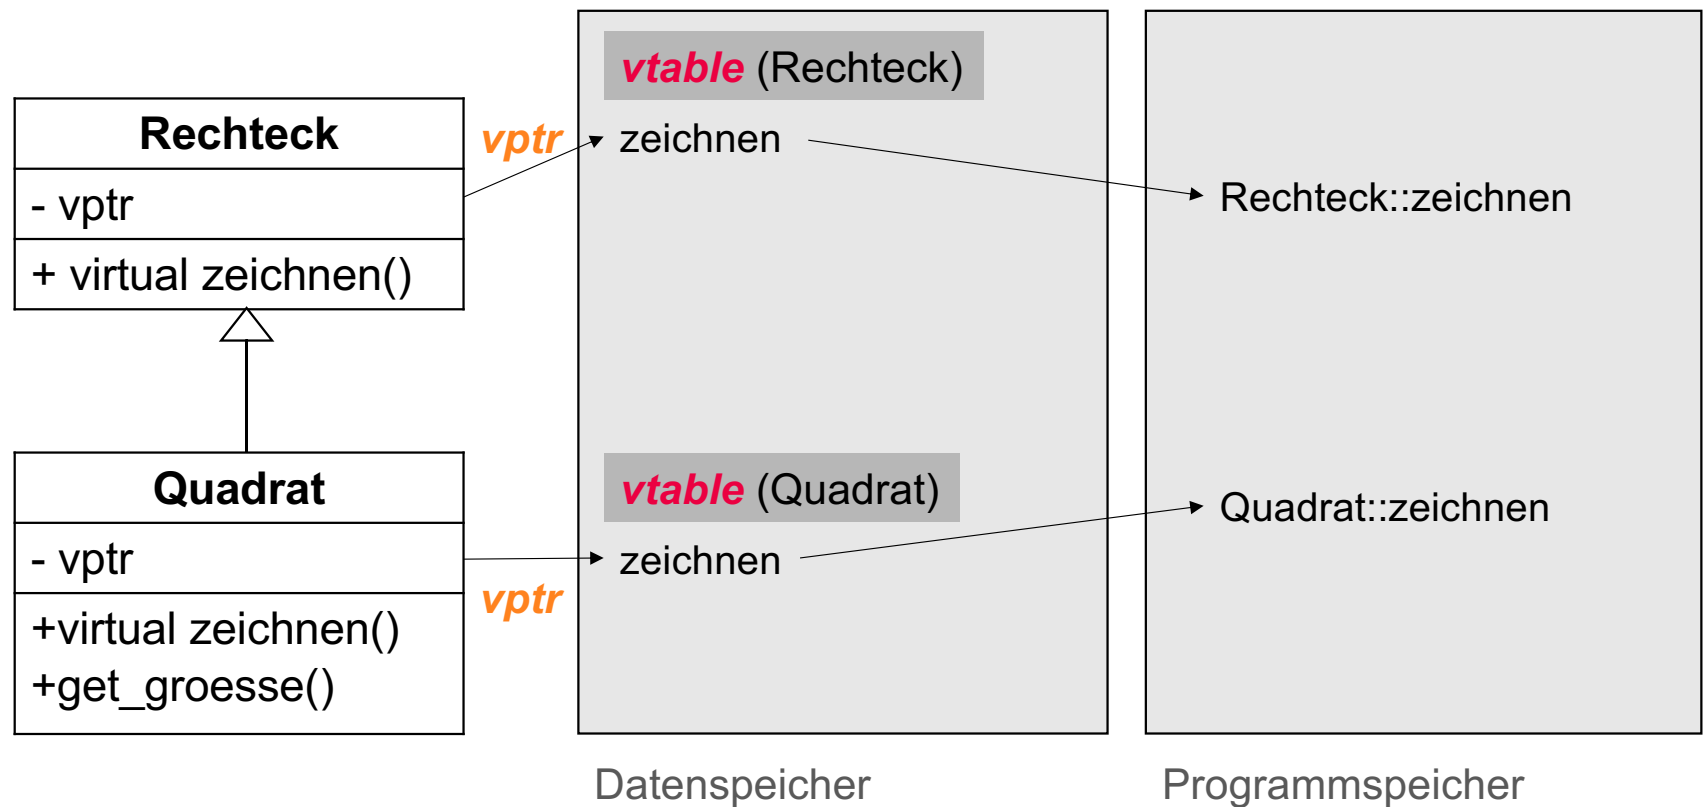 Rechteck
- vptr
+ virtual zeichnen()
Quadrat
- vptr
+virtual zeichnen()
+get_groesse()
vptr
vptr
vtable (Rechteck)
zeichnen
vtable (Quadrat)
zeichnen
Datenspeicher
Rechteck::zeichnen
Quadrat::zeichnen
Programmspeicher